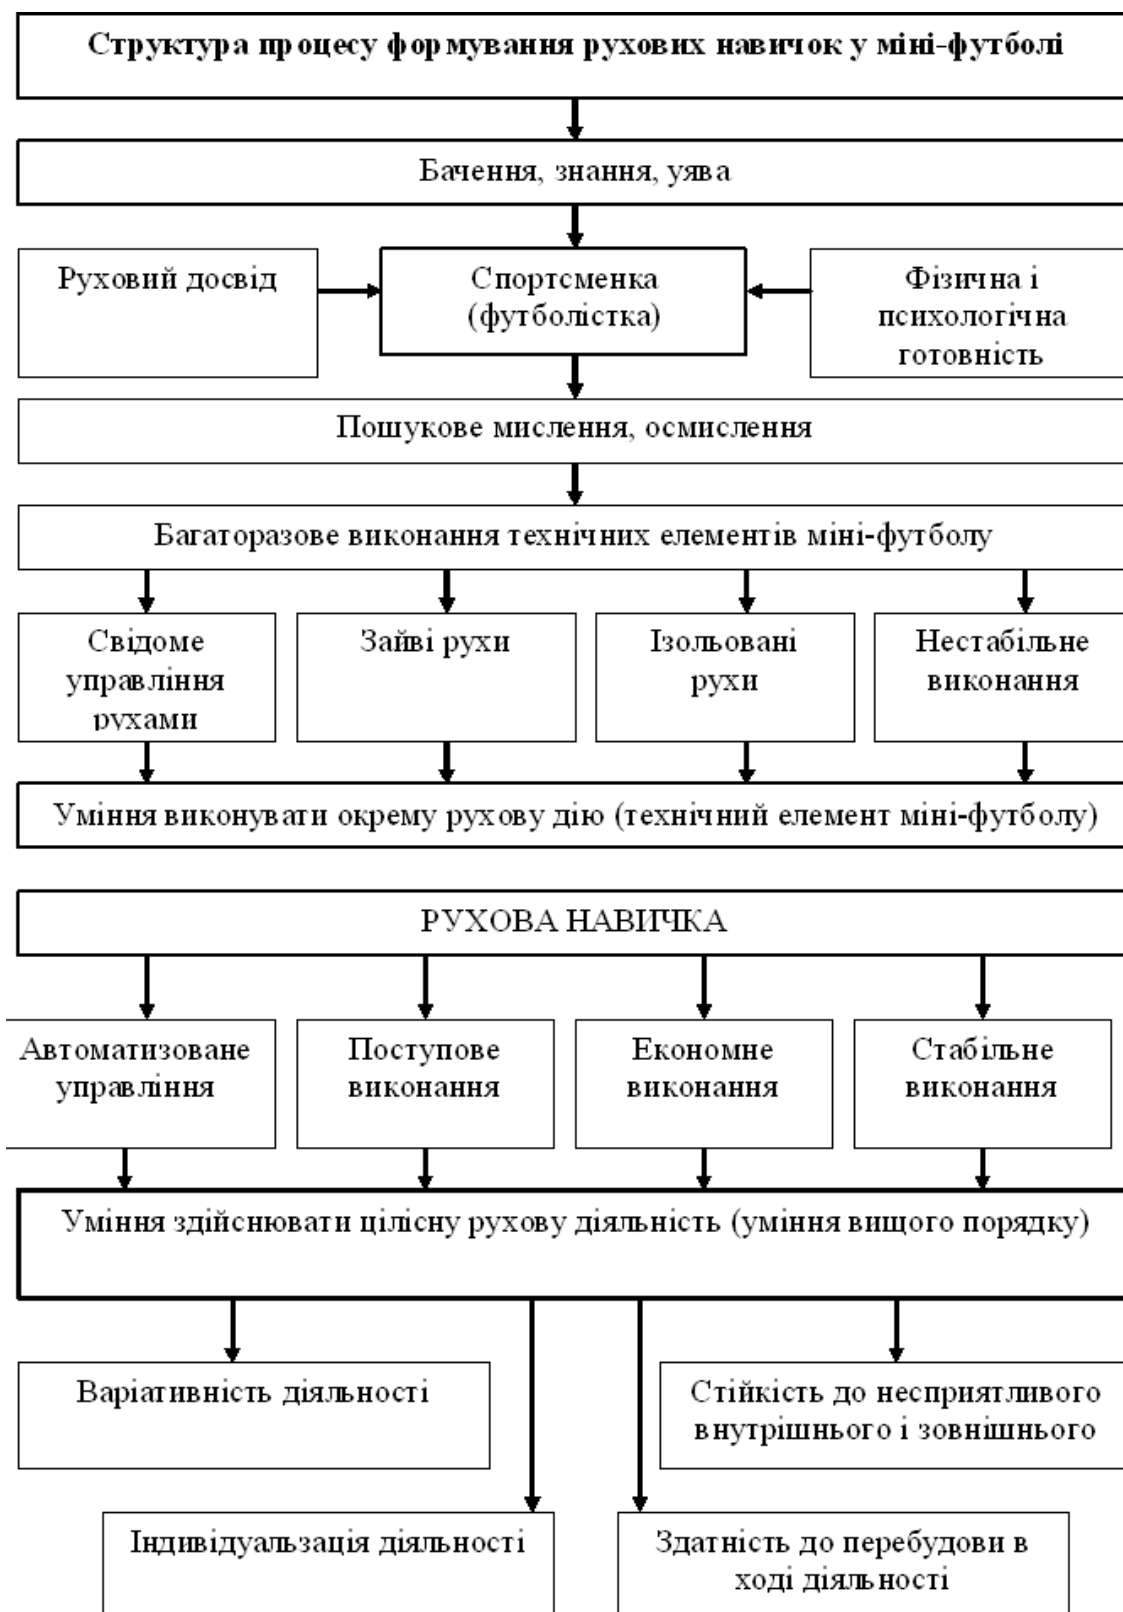 Структура процесу формування рухових навичок у міні-футболі
Бачення, знання, уява
Руховий досвід
Спортсменка
(футболістка)
Фізична і
психологічна
готовність
Пошукове мислення, осмислення
Багаторазове виконання технічних елементів міні-футболу
Свідоме
управління
рухами
Зайві рухи
Ізольовані
рухи
Нестабільне
виконання
Уміння виконувати окрему рухову дію (технічний елемент міні-футболу)
РУХОВА НАВИЧКА
Автоматизоване
управління
Поступове
виконання
Економне
виконання
Стабільне
виконання
Уміння здійснювати цілісну рухову діяльність (уміння вищого порядку)
Варіативність діяльності
Стійкість до несприятливого
внутрішнього і зовнішнього
Індивідуальзація діяльності
Здатність до перебудови в
ході діяльності